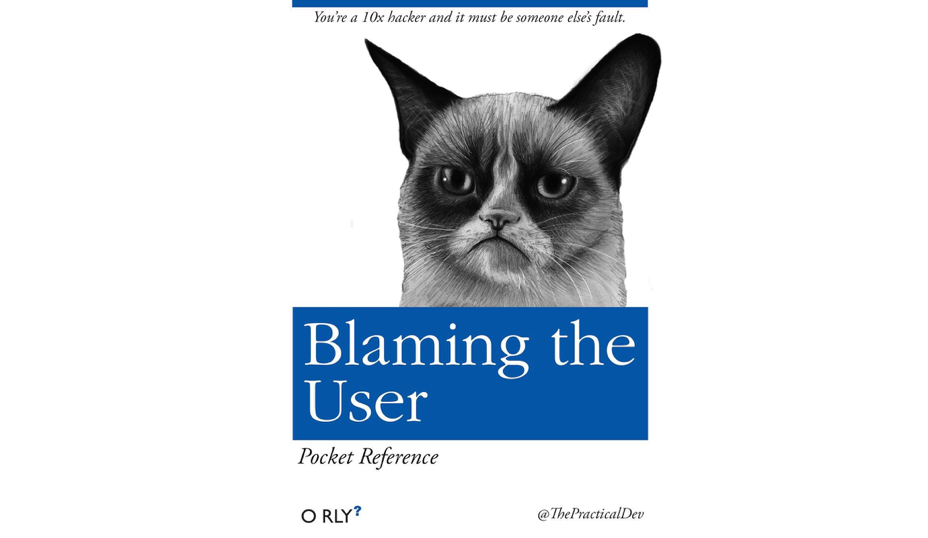 You're a 10x hacker and it must be someone else's fault.
Blaming the
User
Pocket Reference
O RLY?
@ThePracticalDev